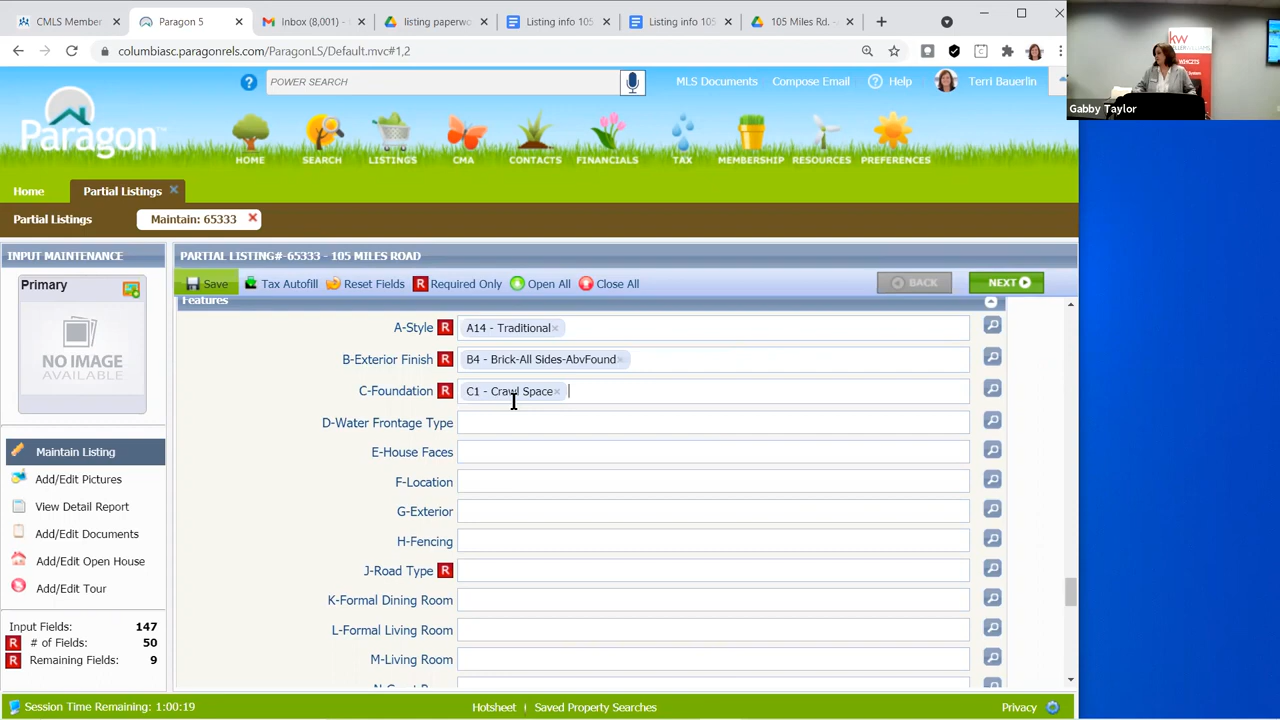 CMLS Member
Paragon 5
Inbox (8,001) -
listing paperw
Listing info 105
Listing info 105
105 Miles Rd. -
columbiasc.paragonrels.com/ParagonLS/Default.mvc#1,2
kw
Gabby Taylor
POWER SEARCH
MLS Documents
Compose Email
Help
Terri Bauerlin
Paragon
HOME
SEARCH
LISTINGS
CMA
CONTACTS
FINANCIALS
TAX
MEMBERSHIP
RESOURCES
PREFERENCES
Home
Partial Listings
Partial Listings
Maintain: 65333
INPUT MAINTENANCE
PARTIAL LISTING#-65333 - 105 MILES ROAD
Primary
NO IMAGE
AVAILABLE
Save
Tax Autofill
Reset Fields
R Required Only
Open All
Close All
BACK
NEXT
Features
A-Style R A14 - Traditional×
B-Exterior Finish R B4 - Brick-All Sides-AbvFound×
C-Foundation R C1 - Crawl Space×
D-Water Frontage Type
E-House Faces
F-Location
G-Exterior
H-Fencing
J-Road Type R
K-Formal Dining Room
L-Formal Living Room
M-Living Room
Maintain Listing
Add/Edit Pictures
View Detail Report
Add/Edit Documents
Add/Edit Open House
Add/Edit Tour
Input Fields: 147
R # of Fields: 50
R Remaining Fields: 9
Session Time Remaining: 1:00:19
Hotsheet
Saved Property Searches
Privacy